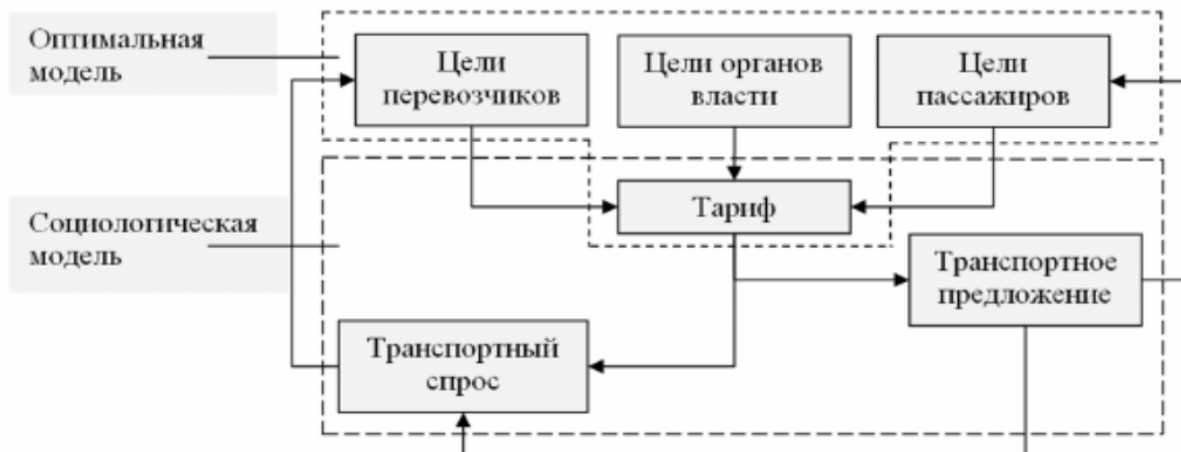 Оптимальная
модель
Цели
перевозчиков
Цели органов
власти
Цели
пассажиров
Социологическая
модель
Тариф
Транспортное
предложение
Транспортный
спрос